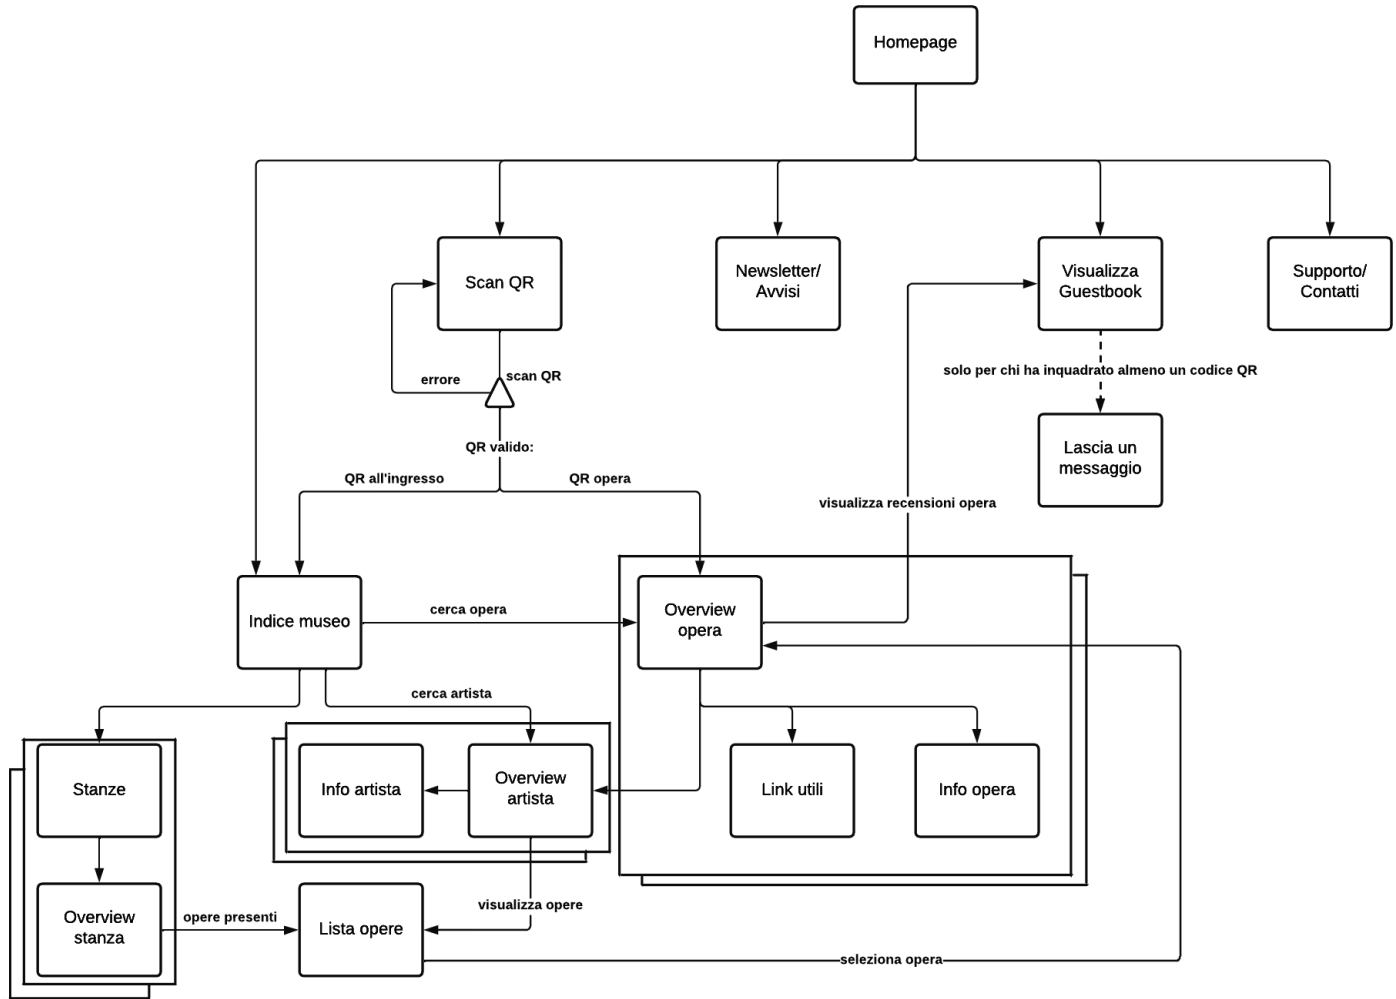 Homepage
Scan QR
Newsletter/
Avvisi
Visualizza
Guestbook
Supporto/
Contatti
errore
scan QR
solo per chi ha inquadrato almeno un codice QR
QR valido:
Lascia un
messaggio
QR all'ingresso
QR opera
visualizza recensioni opera
Indice museo
cerca opera
Overview
opera
cerca artista
Stanze
Info artista
Overview
artista
Link utili
Info opera
Overview
stanza
opere presenti
Lista opere
visualizza opere
seleziona opera